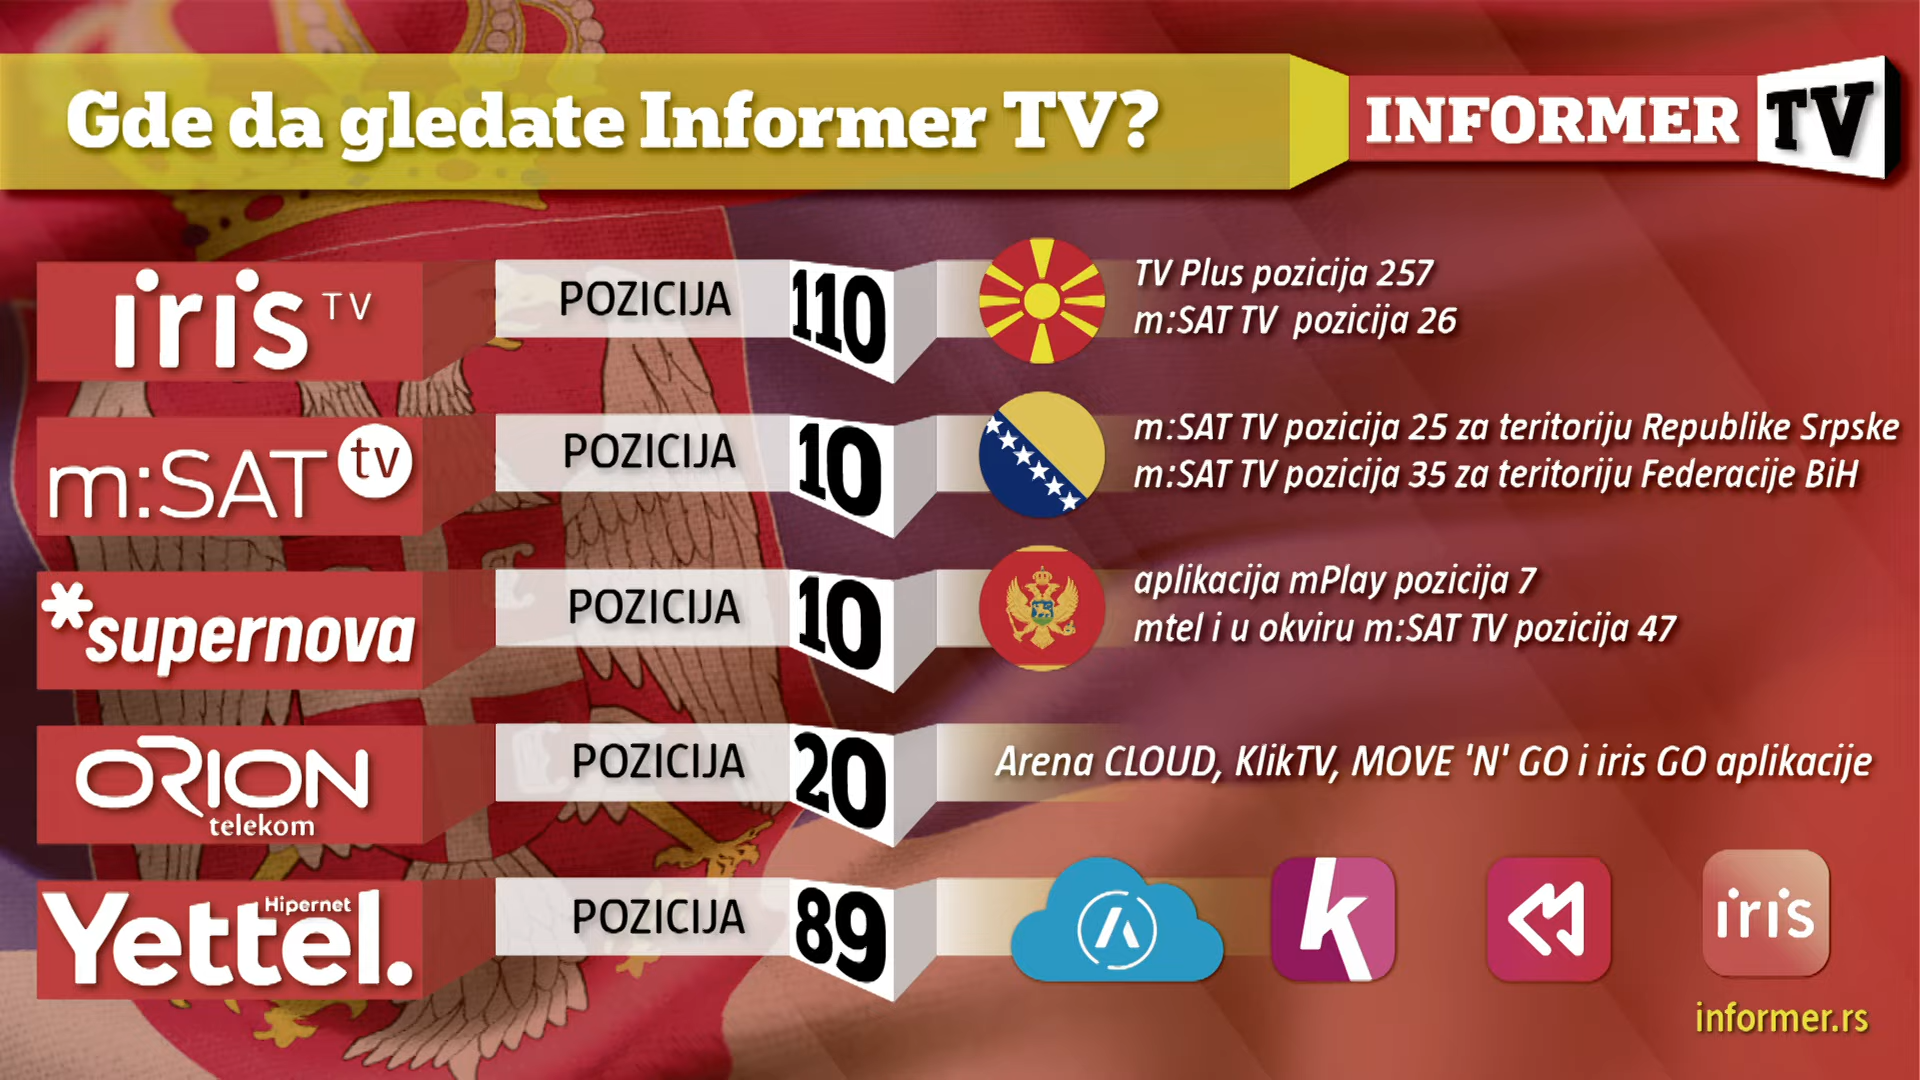 Gde da gledate Informer TV?
INFORMER TV
iris TV
POZICIJA 110
TV Plus pozicija 257
m:SAT TV pozicija 26
m:SAT tv
POZICIJA 10
m:SAT TV pozicija 25 za teritoriju Republike Srpske
m:SAT TV pozicija 35 za teritoriju Federacije BiH
*supernova
POZICIJA 10
aplikacija mPlay pozicija 7
mtel i u okviru m:SAT TV pozicija 47
ORION
telekom
POZICIJA 20
Arena CLOUD, KlikTV, MOVE 'N' GO i iris GO aplikacije
Hipernet
Yettel.
POZICIJA 89
k
iris
informer.rs